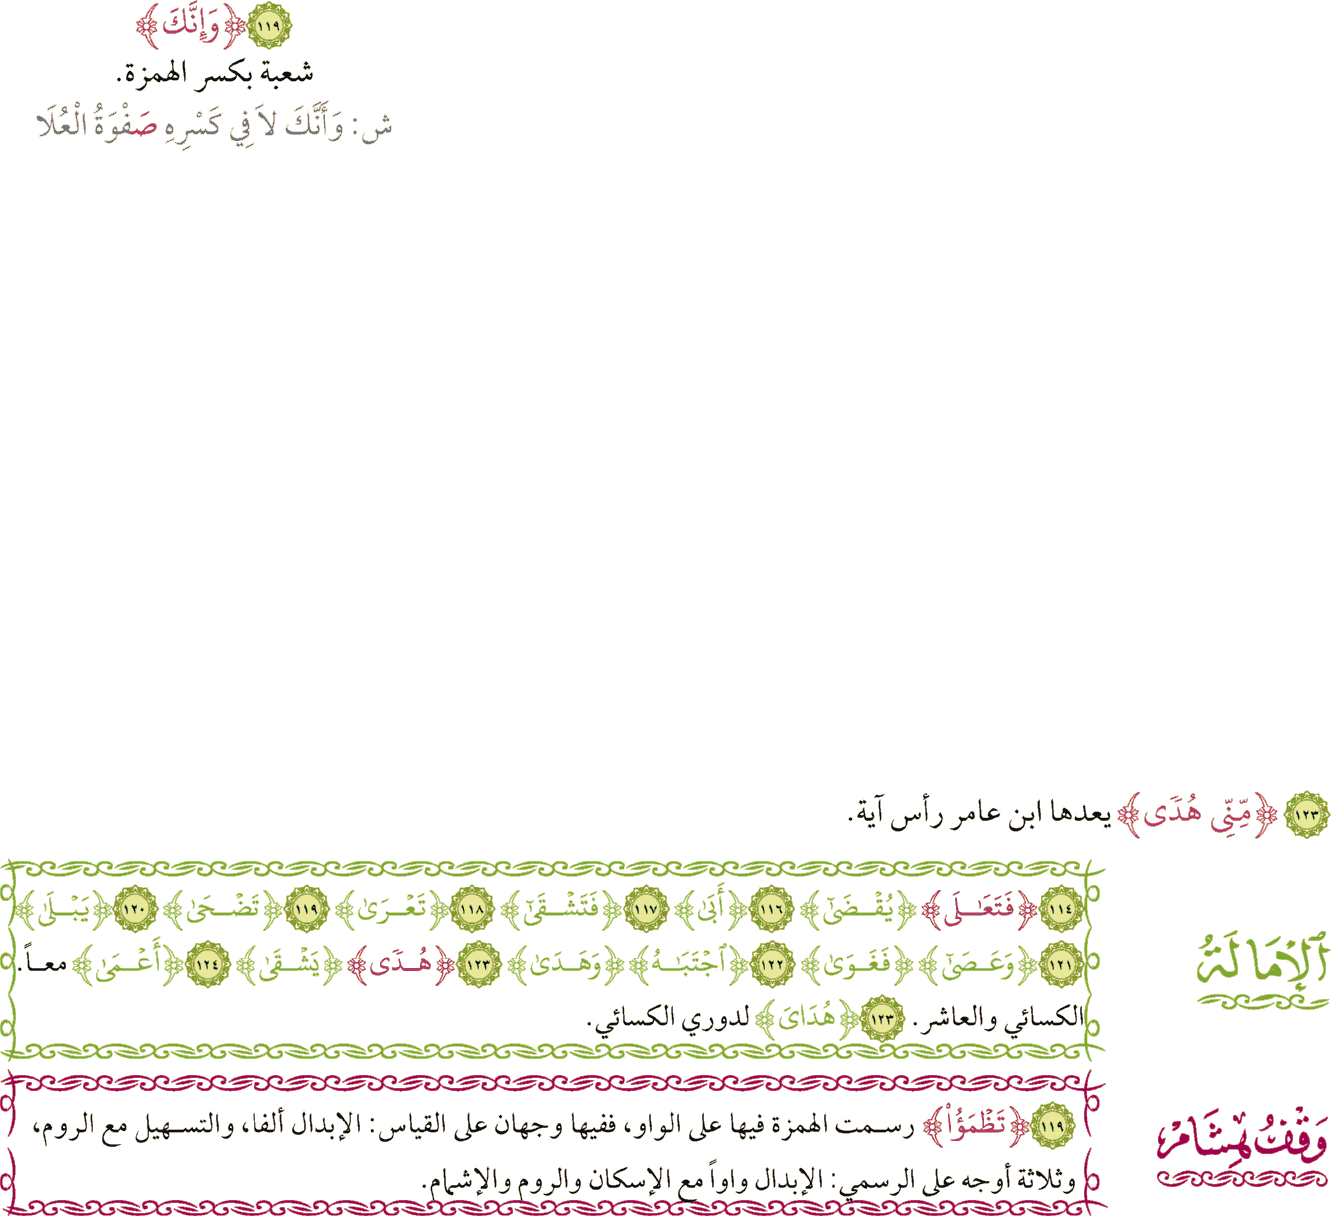 ١١٩ ﴿وَإِنَّكَ﴾
شعبة بكسر الهمزة.
ش: وَأَنَّكَ لاَ فِي كَسْرِهِ صَفْوَةُ الْعُلَا
١٢٣ ﴿مِّنِّي هُدٗى﴾ يعدها ابن عامر رأس آية.
الإمالة
١١٤ ﴿فَتَعَـٰلَى﴾ ﴿يُقْضَىٰٓ﴾ ١١٦ ﴿أَبَىٰ﴾ ١١٧ ﴿فَتَشْقَىٰٓ﴾ ١١٨ ﴿تَعْرَىٰ﴾ ١١٩ ﴿تَضْحَىٰ﴾ ١٢٠ ﴿يَبْلَىٰ﴾
١٢١ ﴿وَعَصَىٰٓ﴾ ﴿فَغَوَىٰ﴾ ١٢٢ ﴿ٱجْتَبَـٰهُ﴾ ﴿وَهَدَىٰ﴾ ١٢٣ ﴿هُدٗى﴾ ﴿يَشْقَىٰ﴾ ١٢٤ ﴿أَعْمَىٰ﴾ معاً.
الكسائي والعاشر. ١٢٣ ﴿هُدَايَ﴾ لدوري الكسائي.
وَقْفُ هِشَامْ
١١٩ ﴿تَظْمَؤُا۟﴾ رسمت الهمزة فيها على الواو، ففيها وجهان على القياس: الإبدال ألفا، والتسهيل مع الروم،
وثلاثة أوجه على الرسمي: الإبدال واواً مع الإسكان والروم والإشمام.